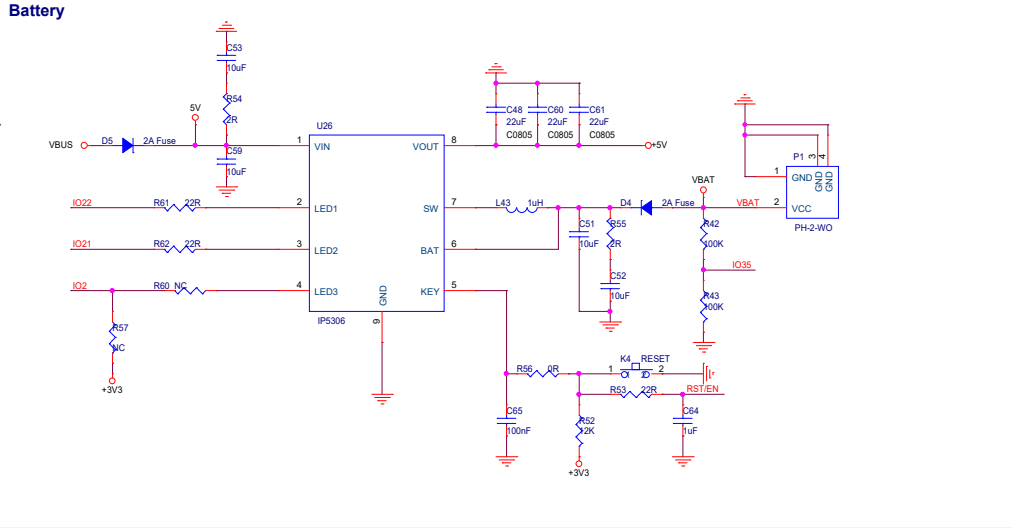 Battery
C53
10uF
R54
2R
5V
VBUS
D5
2A Fuse
C59
10uF
U26
1
VIN
VOUT
8
IO22
R61
22R
2
LED1
SW
7
IO21
R62
22R
3
LED2
BAT
6
IO2
R60
NC
4
LED3
KEY
5
GND
9
IP5306
R57
NC
+3V3
C48
C60
C61
22uF
22uF
22uF
C0805
C0805
C0805
+5V
L43
1uH
C51
10uF
R55
2R
C52
10uF
D4
2A Fuse
VBAT
VBAT
R42
100K
IO35
R43
100K
P1
3
4
1
GND
GND
GND
2
VCC
PH-2-WO
R56
0R
K4
RESET
1
2
R53
22R
RST/EN
C65
100nF
R52
12K
+3V3
C64
1uF